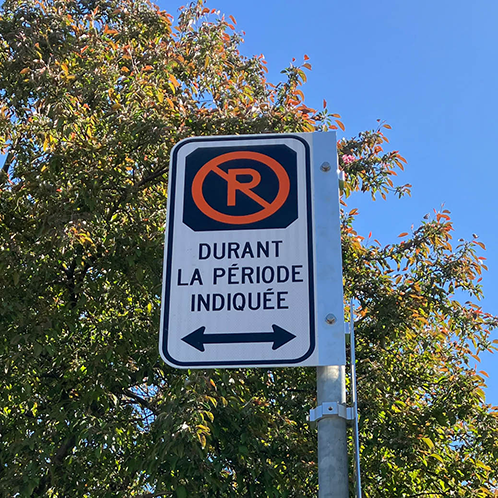 P
DURANT
LA PÉRIODE
INDIQUÉE